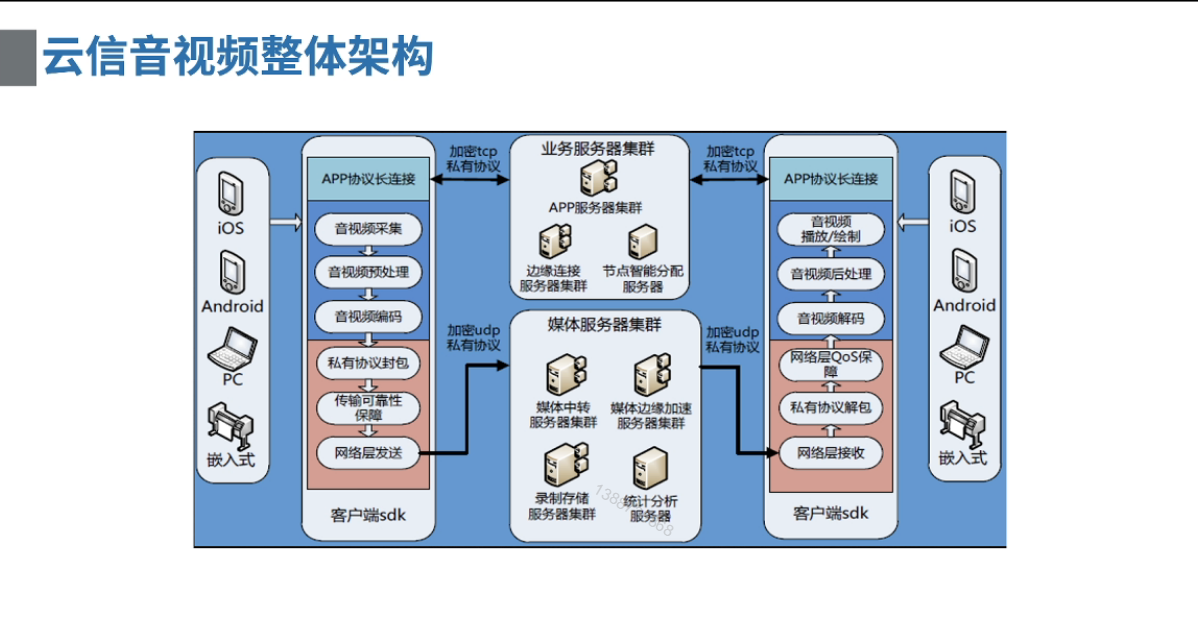 云信音视频整体架构
iOS
Android
PC
嵌入式
APP协议长连接
音视频采集
音视频预处理
音视频编码
私有协议封包
传输可靠性
保障
网络层发送
客户端sdk
加密tcp
私有协议
加密udp
私有协议
业务服务器集群
APP服务器集群
边缘连接
服务器集群
节点智能分配
服务器
媒体服务器集群
媒体中转
服务器集群
媒体边缘加速
服务器集群
录制存储
服务器集群
统计分析
服务器
加密tcp
私有协议
加密udp
私有协议
APP协议长连接
音视频
播放/绘制
音视频后处理
音视频解码
网络层QoS保
障
私有协议解包
网络层接收
客户端sdk
iOS
Android
PC
嵌入式